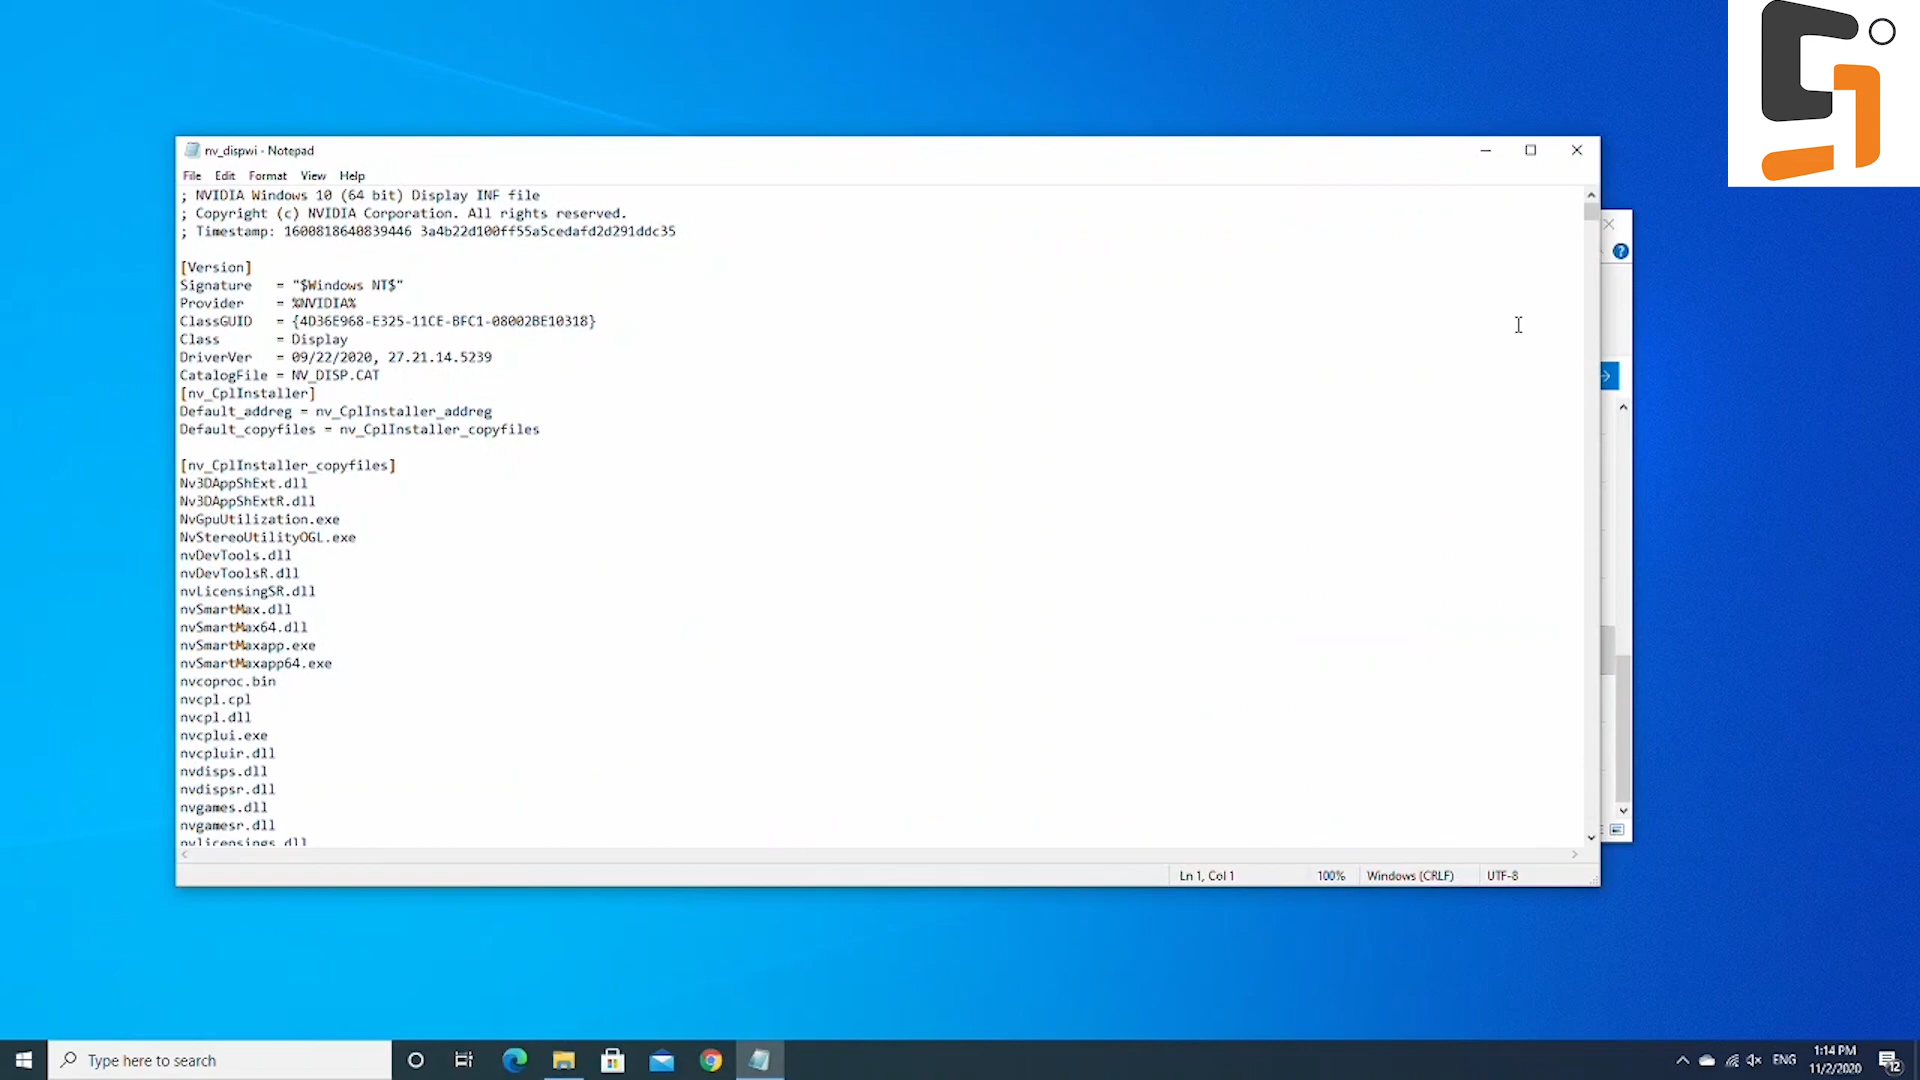 nv_dispwi - Notepad
File Edit Format View Help
; NVIDIA Windows 10 (64 bit) Display INF file
; Copyright (c) NVIDIA Corporation. All rights reserved.
; Timestamp: 1600818640839446 3a4b22d100ff55a5cedafd2d291ddc35
[Version]
Signature = "$Windows NT$"
Provider = %NVIDIA%
ClassGUID = {4D36E968-E325-11CE-BFC1-08002BE10318}
Class = Display
DriverVer = 09/22/2020, 27.21.14.5239
CatalogFile = NV_DISP.CAT
[nv_CplInstaller]
Default_addreg = nv_CplInstaller_addreg
Default_copyfiles = nv_CplInstaller_copyfiles
[nv_CplInstaller_copyfiles]
Nv3DAppShExt.dll
Nv3DAppShExtR.dll
NvGpuUtilization.exe
NvStereoUtilityOGL.exe
nvDevTools.dll
nvDevToolsR.dll
nvLicensingSR.dll
nvSmartMax.dll
nvSmartMax64.dll
nvSmartMaxapp.exe
nvSmartMaxapp64.exe
nvcoproc.bin
nvcpl.cpl
nvcpl.dll
nvcplui.exe
nvcpluir.dll
nvdisps.dll
nvdispsr.dll
nvgames.dll
nvgamesr.dll
nvlicensings.dll
Ln 1, Col 1 100% Windows (CRLF) UTF-8
Type here to search
ENG
1:14 PM
11/2/2020
12